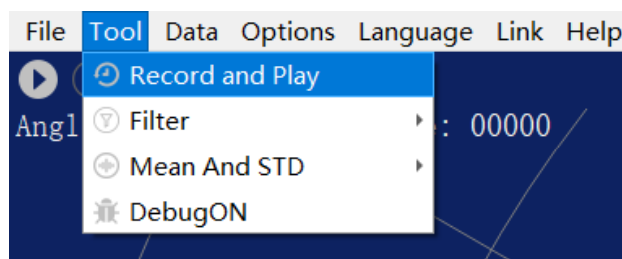 File Tool Data Options Language Link Help
Record and Play
Filter
Angl : 00000
Mean And STD
DebugON